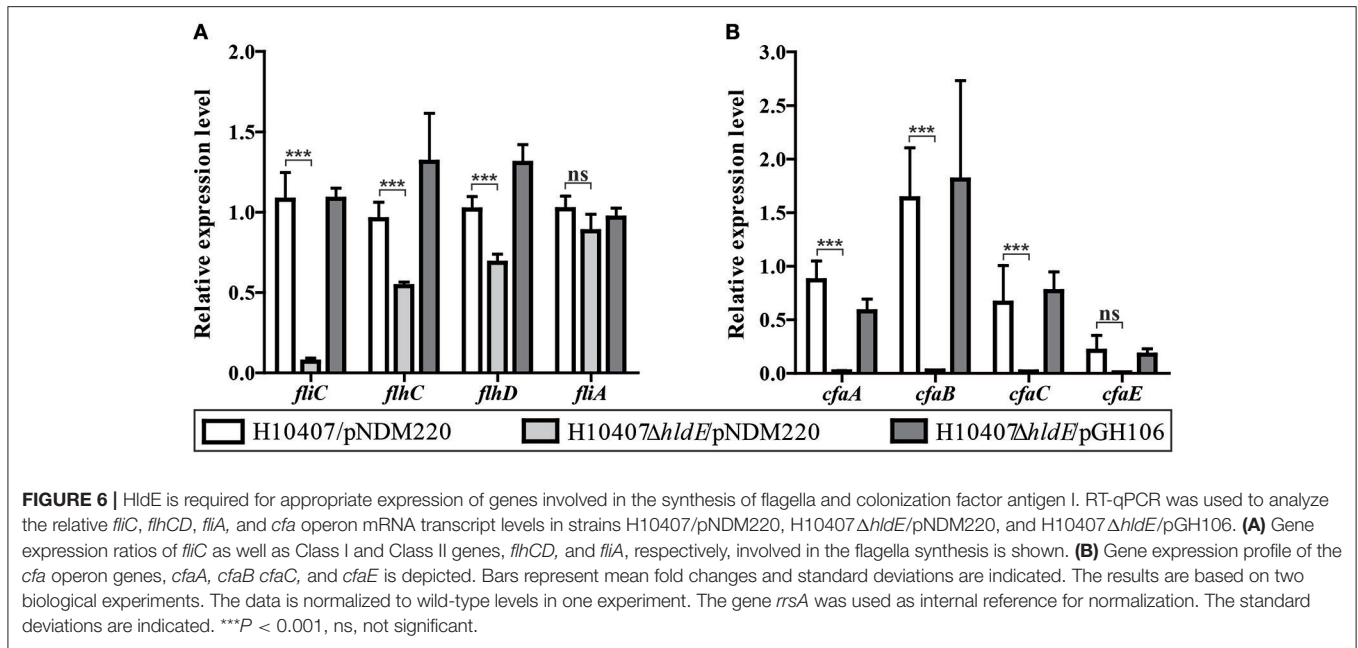 A
Relative expression level
2.0
1.5
1.0
0.5
0.0
***
***
***
ns
fliC flhC flhD fliA
B
Relative expression level
3.0
2.5
2.0
1.5
1.0
0.5
0.0
***
***
***
ns
cfaA cfaB cfaC cfaE
H10407/pNDM220 H10407ΔhldE/pNDM220 H10407ΔhldE/pGH106
FIGURE 6 | HldE is required for appropriate expression of genes involved in the synthesis of flagella and colonization factor antigen I. RT-qPCR was used to analyze
the relative fliC, flhCD, fliA, and cfa operon mRNA transcript levels in strains H10407/pNDM220, H10407ΔhldE/pNDM220, and H10407ΔhldE/pGH106. (A) Gene
expression ratios of fliC as well as Class I and Class II genes, flhCD, and fliA, respectively, involved in the flagella synthesis is shown. (B) Gene expression profile of the
cfa operon genes, cfaA, cfaB cfaC, and cfaE is depicted. Bars represent mean fold changes and standard deviations are indicated. The results are based on two
biological experiments. The data is normalized to wild-type levels in one experiment. The gene rrsA was used as internal reference for normalization. The standard
deviations are indicated. ***P < 0.001, ns, not significant.